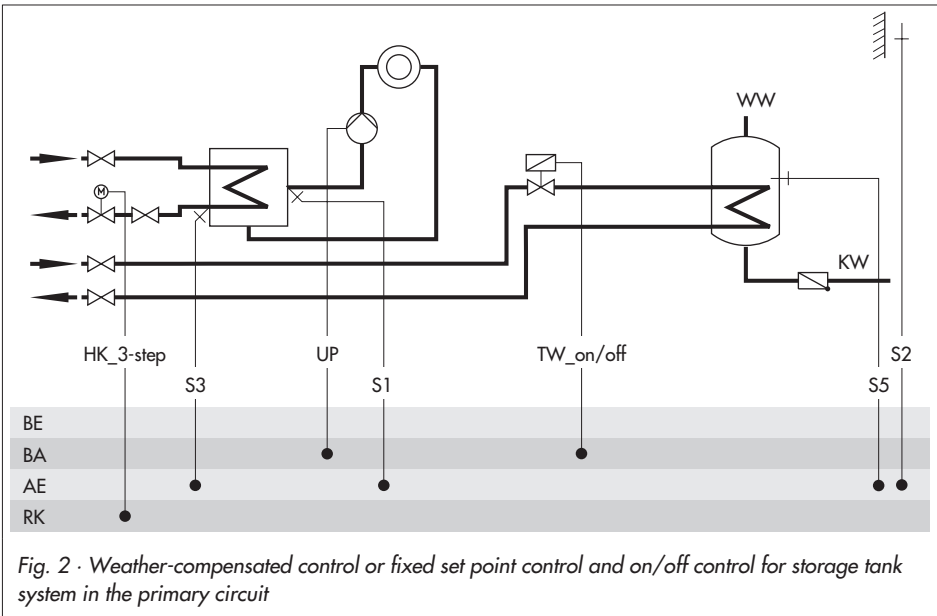 WW
M
KW
HK_3-step UP TW_on/off S2
S3 S1 S5
BE
BA
AE
RK
Fig. 2 · Weather-compensated control or fixed set point control and on/off control for storage tank
system in the primary circuit